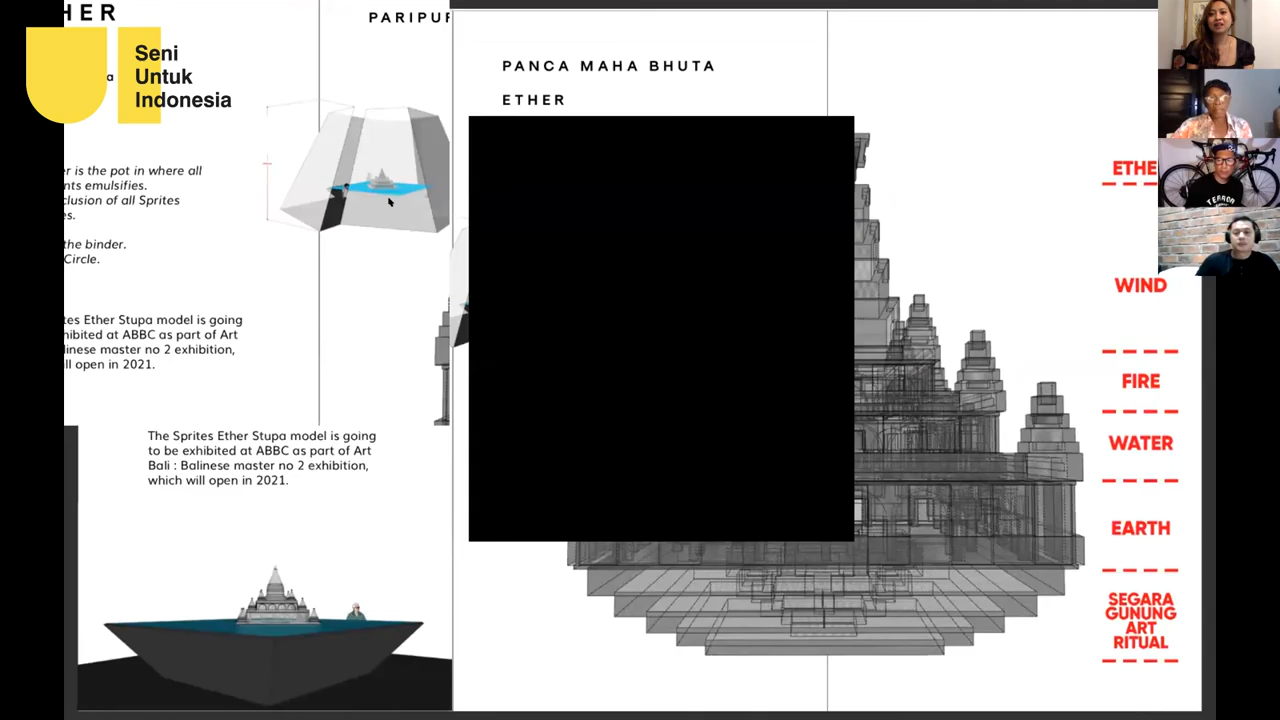 HER
PARIPUR
Seni
Untuk
Indonesia
a
er is the pot in where all
nts emulsifies.
clusion of all Sprites
es.
the binder.
Circle.
tes Ether Stupa model is going
hibited at ABBC as part of Art
linese master no 2 exhibition,
ill open in 2021.
The Sprites Ether Stupa model is going
to be exhibited at ABBC as part of Art
Bali : Balinese master no 2 exhibition,
which will open in 2021.
PANCA MAHA BHUTA
ETHER
ETHE
WIND
FIRE
WATER
EARTH
SEGARA
GUNUNG
ART
RITUAL
TERROR